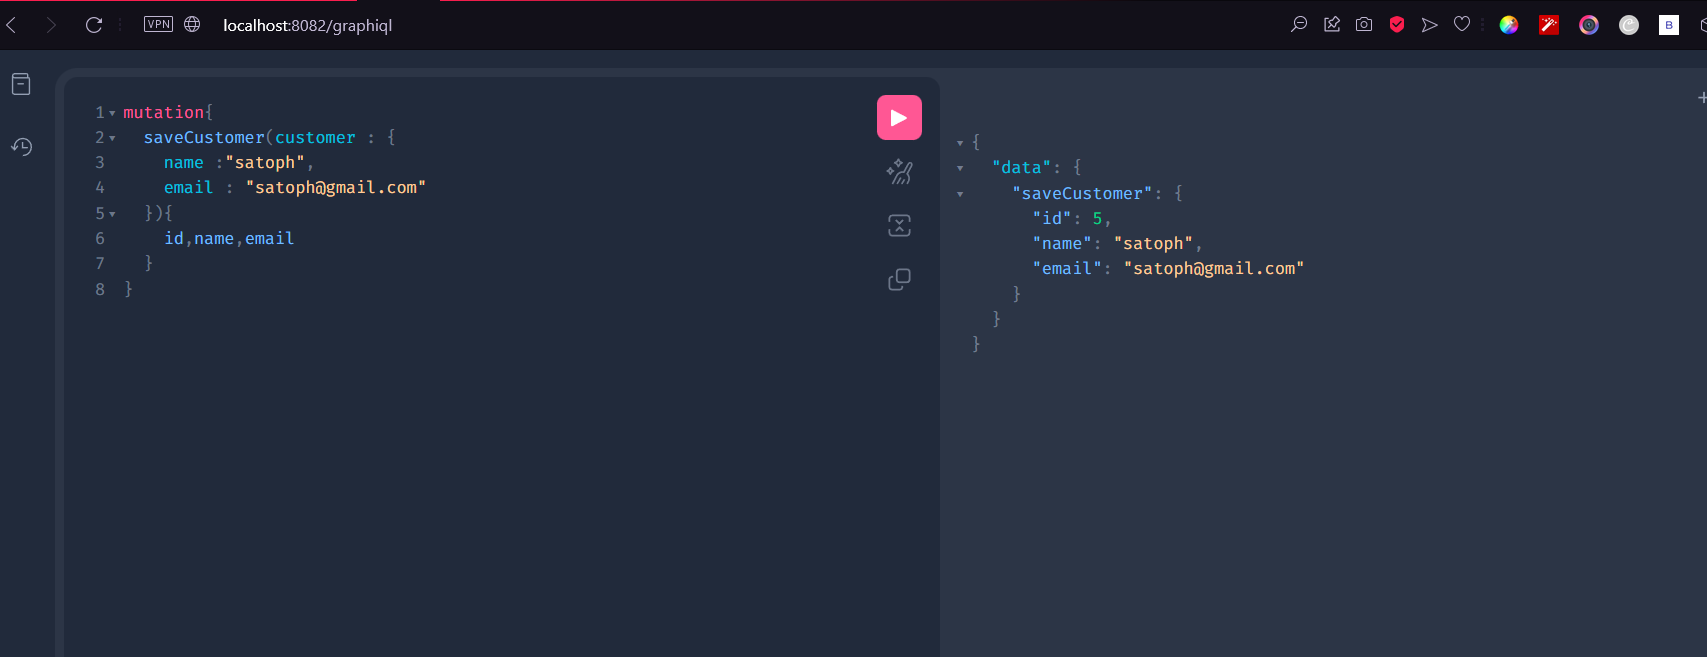 VPN localhost:8082/graphiql B
1 mutation{
2 saveCustomer(customer : {
3 name :"satoph",
4 email : "satoph@gmail.com"
5 }){
6 id,name,email
7 }
8 }
{
"data": {
"saveCustomer": {
"id": 5,
"name": "satoph",
"email": "satoph@gmail.com"
}
}
}